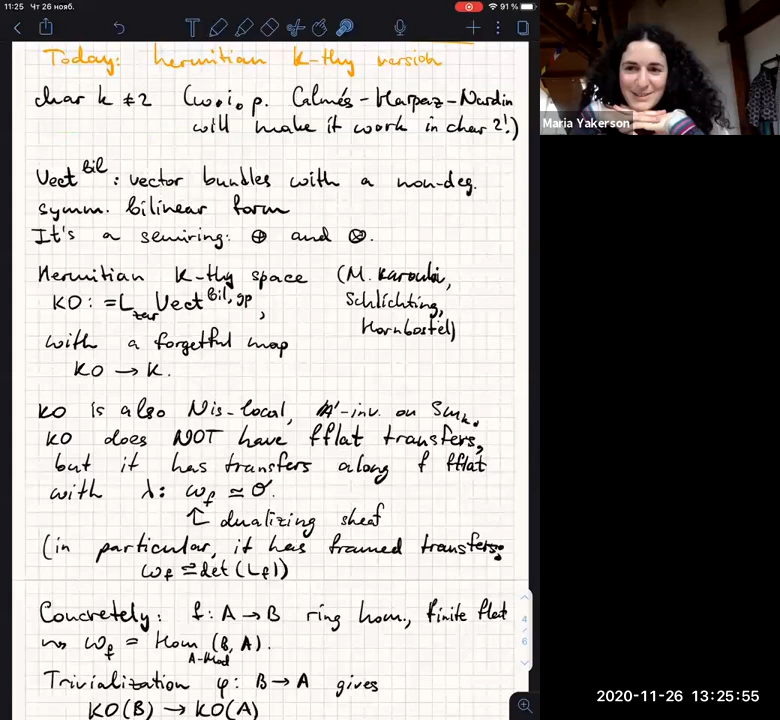 11:25 Чт 26 нояб.
91 %
Today: hermitian K-thy version
char k ≠ 2 (w.i.p. Calmés-Harpaz-Nardin
will make it work in char 2!)
Vect^Bil: vector bundles with a non-deg.
symm. bilinear form
It's a semiring: ⊕ and ⊗.
Hermitian K-thy space (M. Karoubi,
KO := L_zar Vect^Bil, gp, Schlichting,
Hornbostel)
with a forgetful map
KO → K.
KO is also Nis-local, A¹-inv. on Sm_k.
KO does NOT have fflat transfers,
but it has transfers along f fflat
with λ: ω_f ≃ O.
↑ dualizing sheaf
(in particular, it has framed transfers:
ω_f ≃ det(L_f))
Concretely: f: A → B ring hom., finite flat
⇝ ω_f = Hom_A-Mod (B, A).
Trivialization φ: B → A gives
KO(B) → KO(A)
Maria Yakerson
4
6
2020-11-26 13:25:55